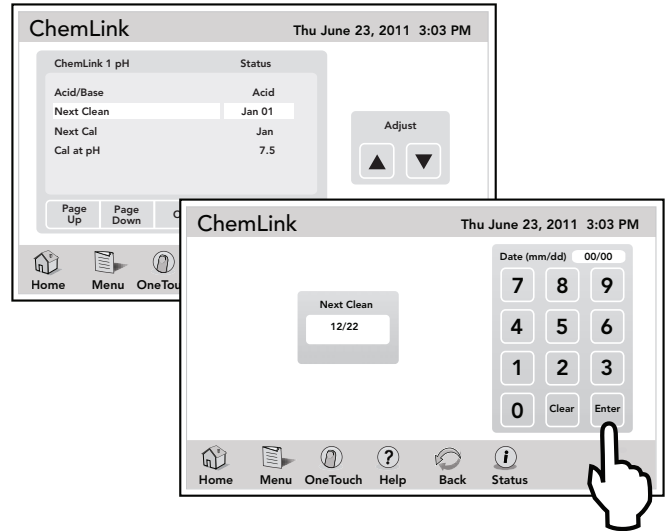 ChemLink Thu June 23, 2011 3:03 PM
ChemLink 1 pH Status
Acid/Base Acid
Next Clean Jan 01
Next Cal Jan
Cal at pH 7.5
Adjust
Page Up Page Down
Home Menu
ChemLink Thu June 23, 2011 3:03 PM
Date (mm/dd) 00/00
Next Clean
12/22
7 8 9
4 5 6
1 2 3
0 Clear Enter
Home Menu OneTouch Help Back Status